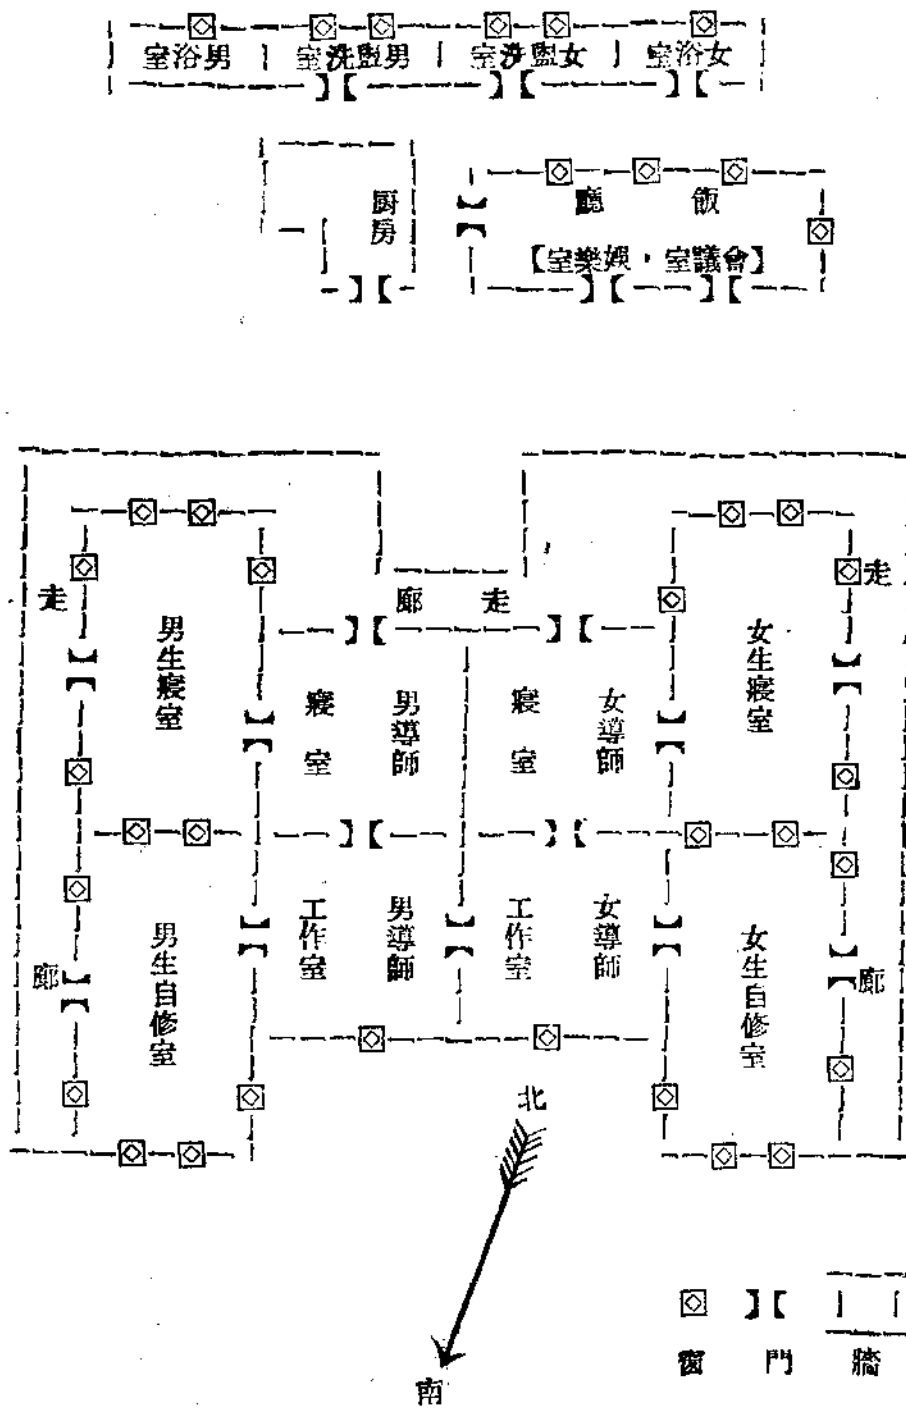 女浴室
女盥洗室
男盥洗室
男浴室
飯廳
【會議室・娛樂室】
厨房
走廊
走廊
走廊
女生寢室
女導師寢室
男導師寢室
男生寢室
女生自修室
女導師工作室
男導師工作室
男生自修室
北
南
窗
門
牆